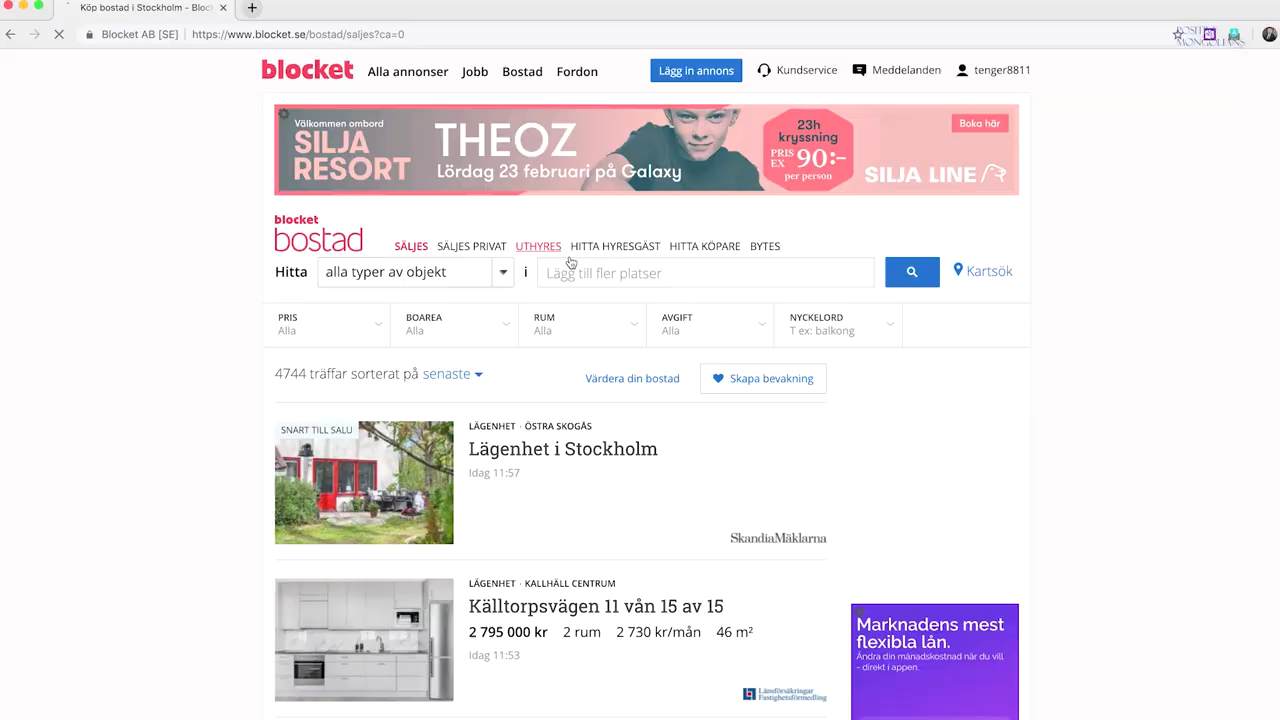 Köp bostad i Stockholm - Bloc
Blocket AB [SE] https://www.blocket.se/bostad/saljes?ca=0
POSITIVE MONGOLIANS
blocket Alla annonser Jobb Bostad Fordon Lägg in annons Kundservice Meddelanden tenger8811
Välkommen ombord
SILJA
RESORT
THEOZ
Lördag 23 februari på Galaxy
23h
kryssning
PRIS
EX 90:-
per person
Boka här
SILJA LINE
blocket
bostad SÄLJES SÄLJES PRIVAT UTHYRES HITTA HYRESGÄST HITTA KÖPARE BYTES
Hitta alla typer av objekt i Lägg till fler platser Kartsök
PRIS BOAREA RUM AVGIFT NYCKELORD
Alla Alla Alla Alla T ex: balkong
4744 träffar sorterat på senaste Värdera din bostad Skapa bevakning
SNART TILL SALU
LÄGENHET · ÖSTRA SKOGÅS
Lägenhet i Stockholm
Idag 11:57
SkandiaMäklarna
LÄGENHET · KALLHÄLL CENTRUM
Källtorpsvägen 11 vån 15 av 15
2 795 000 kr 2 rum 2 730 kr/mån 46 m²
Idag 11:53
Länsförsäkringar
Fastighetsförmedling
Marknadens mest
flexibla lån.
Ändra din månadskostnad när du vill
- direkt i appen.